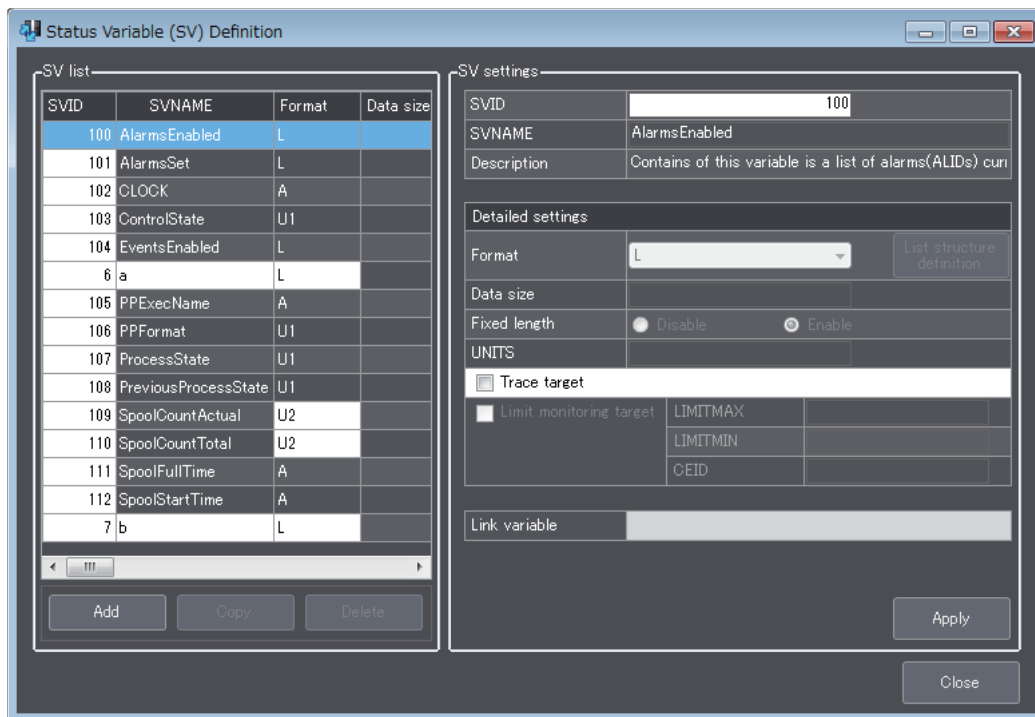 Status Variable (SV) Definition
SV list
SVID SVNAME Format Data size
100 AlarmsEnabled L
101 AlarmsSet L
102 CLOCK A
103 ControlState U1
104 EventsEnabled L
6 a L
105 PPExecName A
106 PPFormat U1
107 ProcessState U1
108 PreviousProcessState U1
109 SpoolCountActual U2
110 SpoolCountTotal U2
111 SpoolFullTime A
112 SpoolStartTime A
7 b L
Add Copy Delete
SV settings
SVID 100
SVNAME AlarmsEnabled
Description Contains of this variable is a list of alarms(ALIDs) curr
Detailed settings
Format L List structure
definition
Data size
Fixed length Disable Enable
UNITS
Trace target
Limit monitoring target LIMITMAX
LIMITMIN
CEID
Link variable
Apply
Close